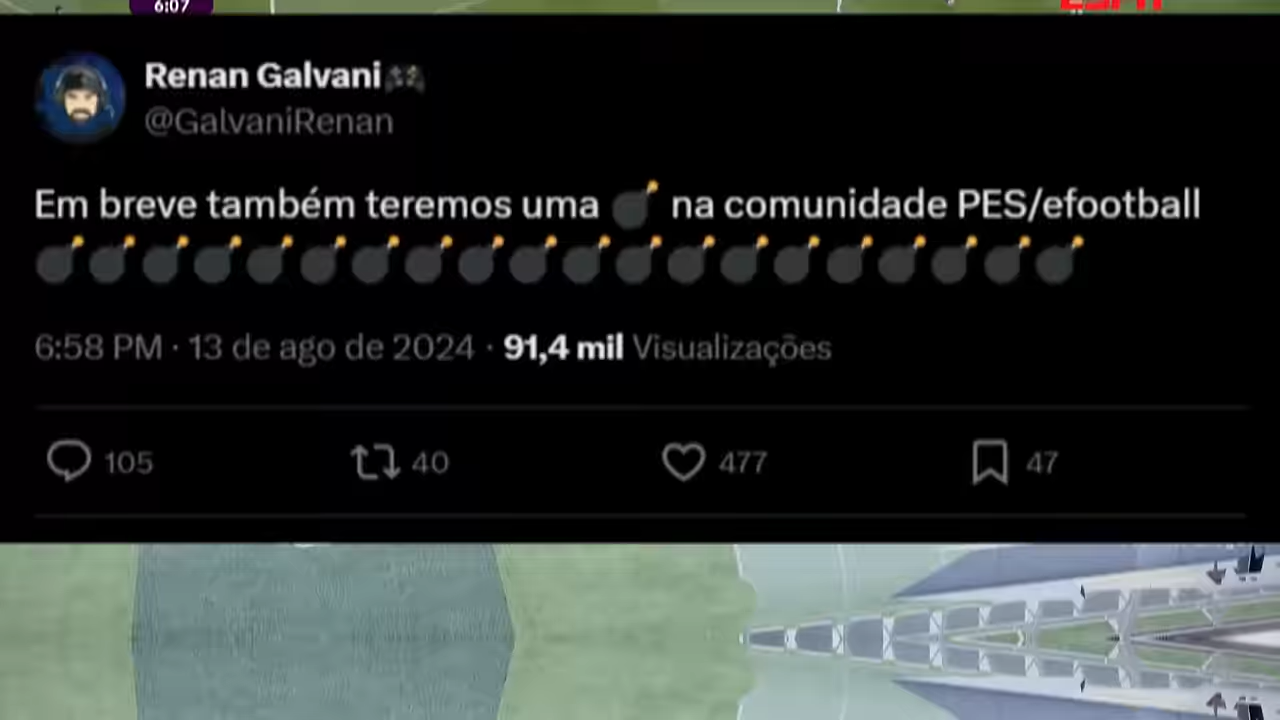 6:07
ESPN
Renan Galvani🎮
@GalvaniRenan
Em breve também teremos uma 💣 na comunidade PES/efootball
💣💣💣💣💣💣💣💣💣💣💣💣💣💣💣💣💣💣💣💣
6:58 PM · 13 de ago de 2024 · 91,4 mil Visualizações
105 40 477 47